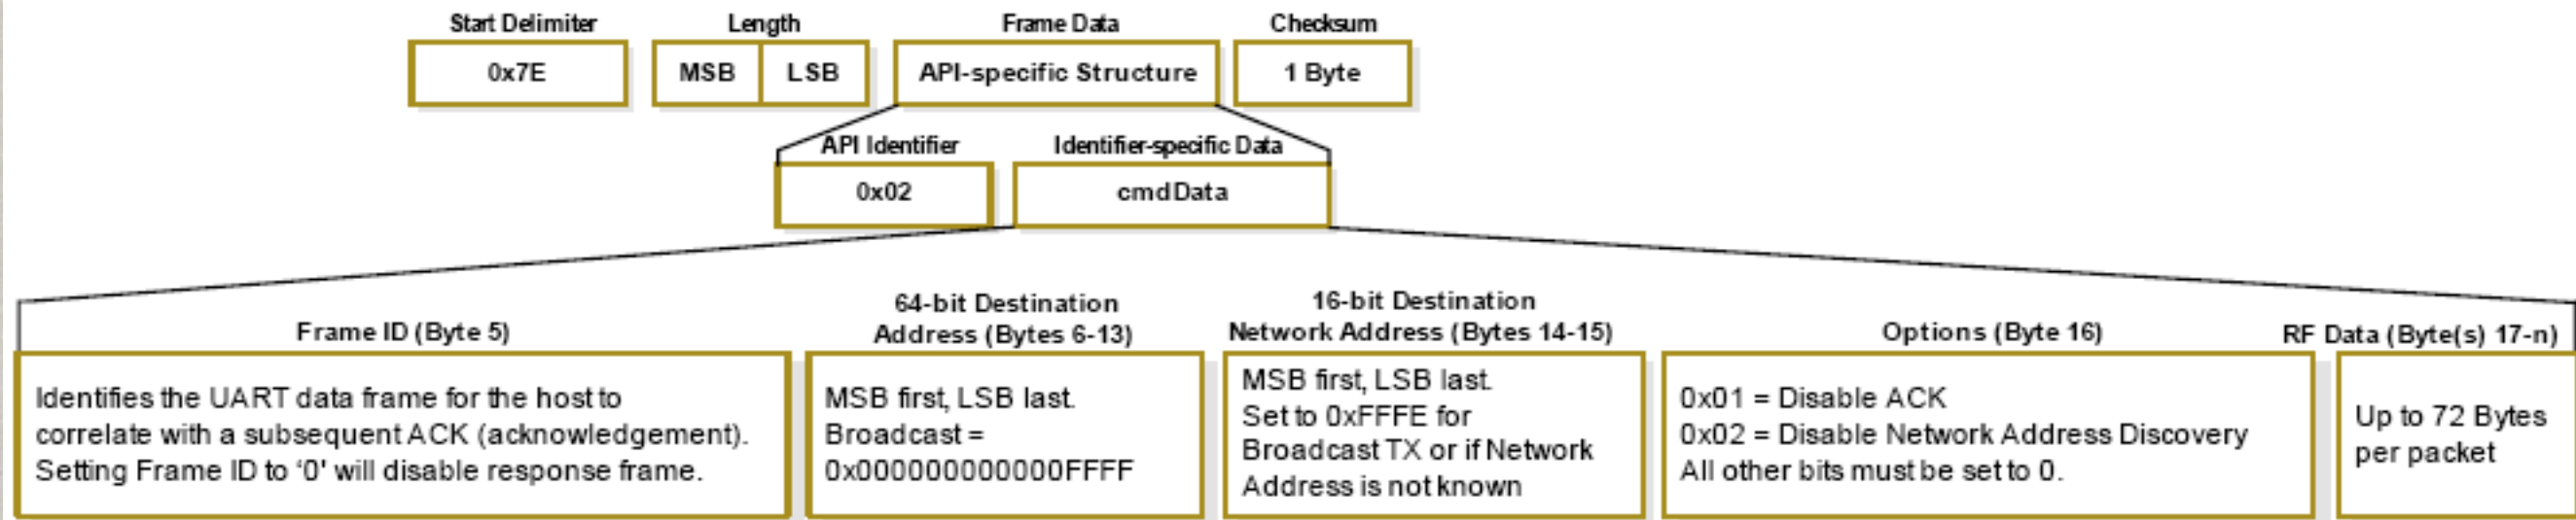 Start Delimiter
Length
Frame Data
Checksum
0x7E
MSB
LSB
API-specific Structure
1 Byte
API Identifier
Identifier-specific Data
0x02
cmdData
Frame ID (Byte 5)
64-bit Destination
Address (Bytes 6-13)
16-bit Destination
Network Address (Bytes 14-15)
Options (Byte 16)
RF Data (Byte(s) 17-n)
Identifies the UART data frame for the host to
correlate with a subsequent ACK (acknowledgement).
Setting Frame ID to ‘0' will disable response frame.
MSB first, LSB last.
Broadcast =
0x000000000000FFFF
MSB first, LSB last.
Set to 0xFFFE for
Broadcast TX or if Network
Address is not known
0x01 = Disable ACK
0x02 = Disable Network Address Discovery
All other bits must be set to 0.
Up to 72 Bytes
per packet